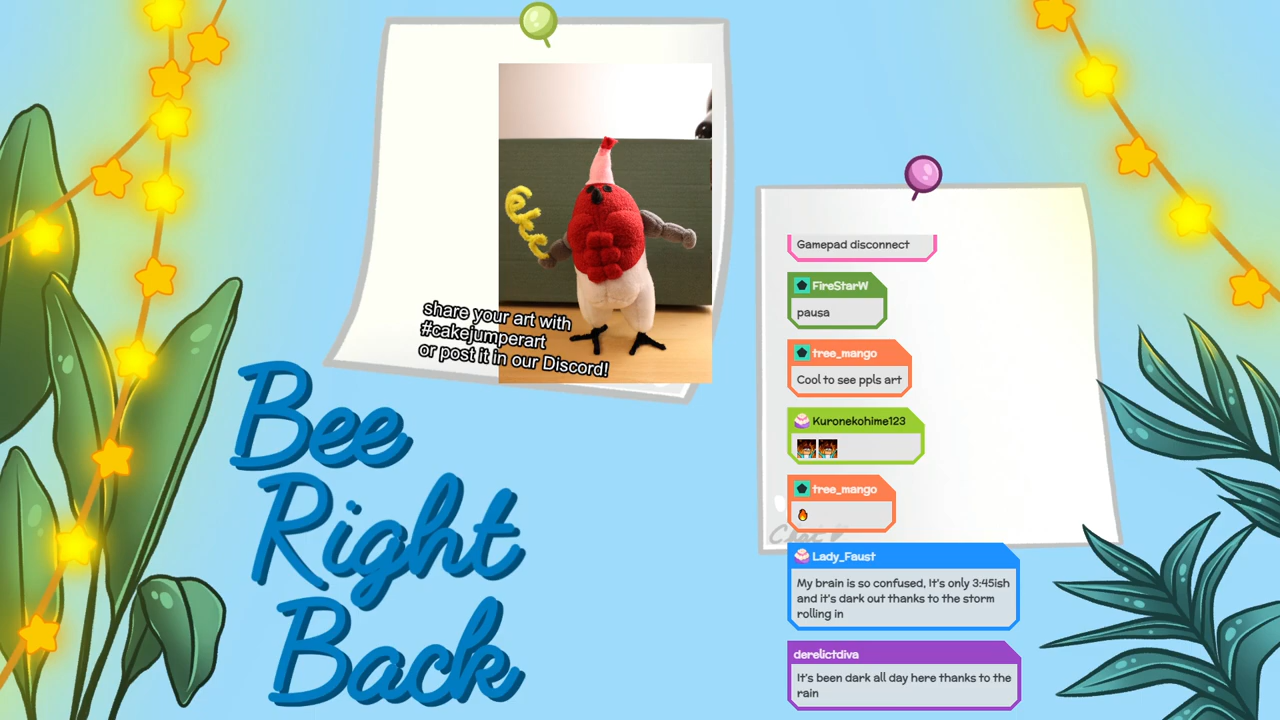 share your art with
#cakejumperart
or post it in our Discord!
Bee
Right
Back
Gamepad disconnect
FireStarW
pausa
tree_mango
Cool to see ppls art
Kuronekohime123
tree_mango
Chat
Lady_Faust
My brain is so confused, It's only 3:45ish
and it's dark out thanks to the storm
rolling in
derelictdiva
It's been dark all day here thanks to the
rain